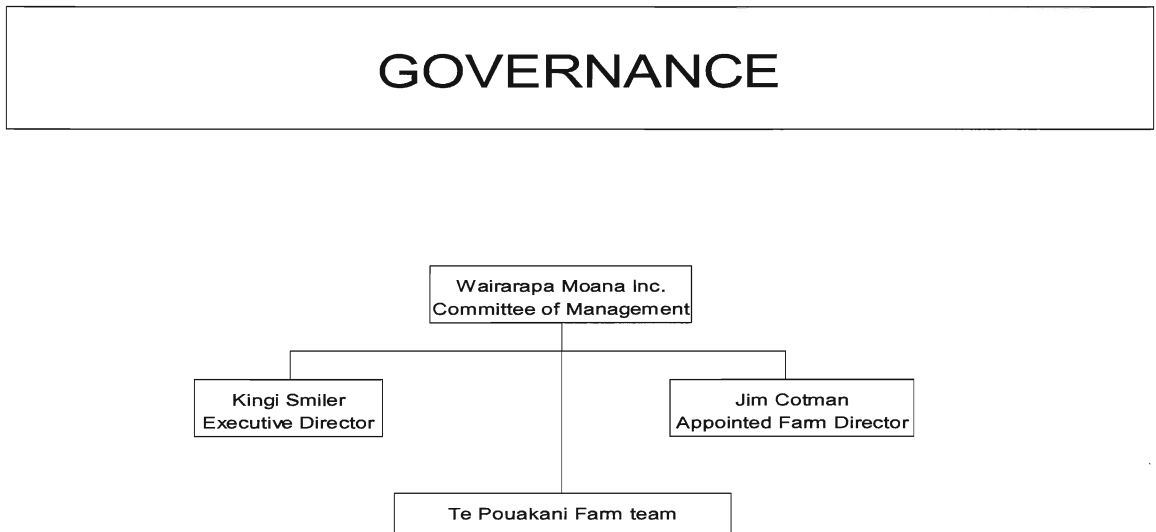 GOVERNANCE
Wairarapa Moana Inc.
Committee of Management
Kingi Smiler
Executive Director
Jim Cotman
Appointed Farm Director
Te Pouakani Farm team